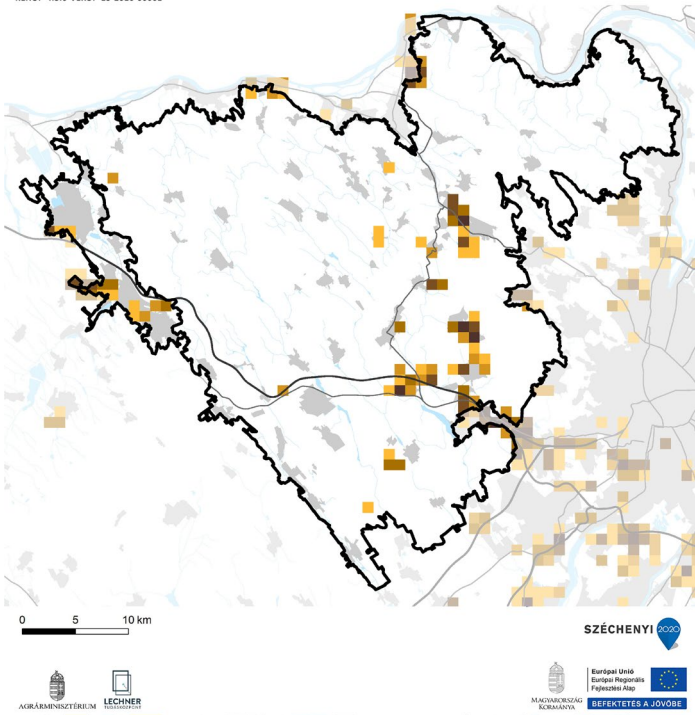 0 5 10 km
SZÉCHENYI 2020
AGRÁRMINISZTÉRIUM
LECHNER
TUDÁSKÖZPONT
MAGYARORSZÁG
KORMÁNYA
Európai Unió
Európai Regionális
Fejlesztési Alap
BEFEKTETÉS A JÖVŐBE